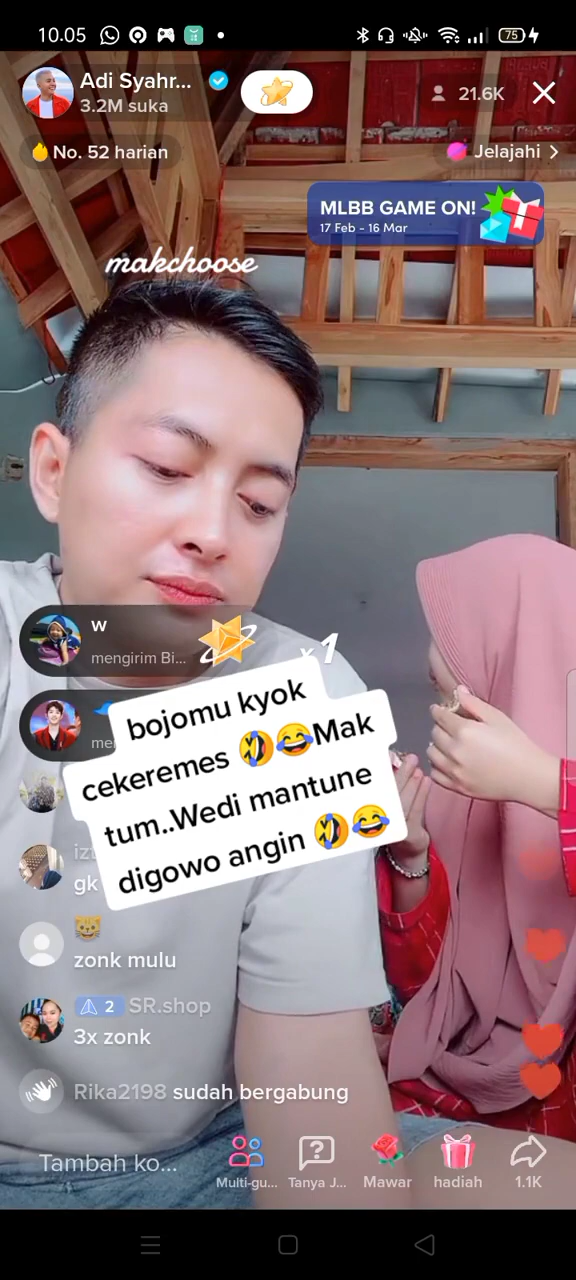 10.05
75
Adi Syahr...
3.2M suka
21.6K
No. 52 harian
Jelajahi >
MLBB GAME ON!
17 Feb - 16 Mar
makchoose
w
mengirim Bi...
x1
bojomu kyok
cekeremes 🤣😂Mak
tum..Wedi mantune
digowo angin 🤣😂
gk
😺
zonk mulu
2 SR.shop
3x zonk
Rika2198 sudah bergabung
Tambah ko...
Multi-gu...
Tanya J...
Mawar
hadiah
1.1K